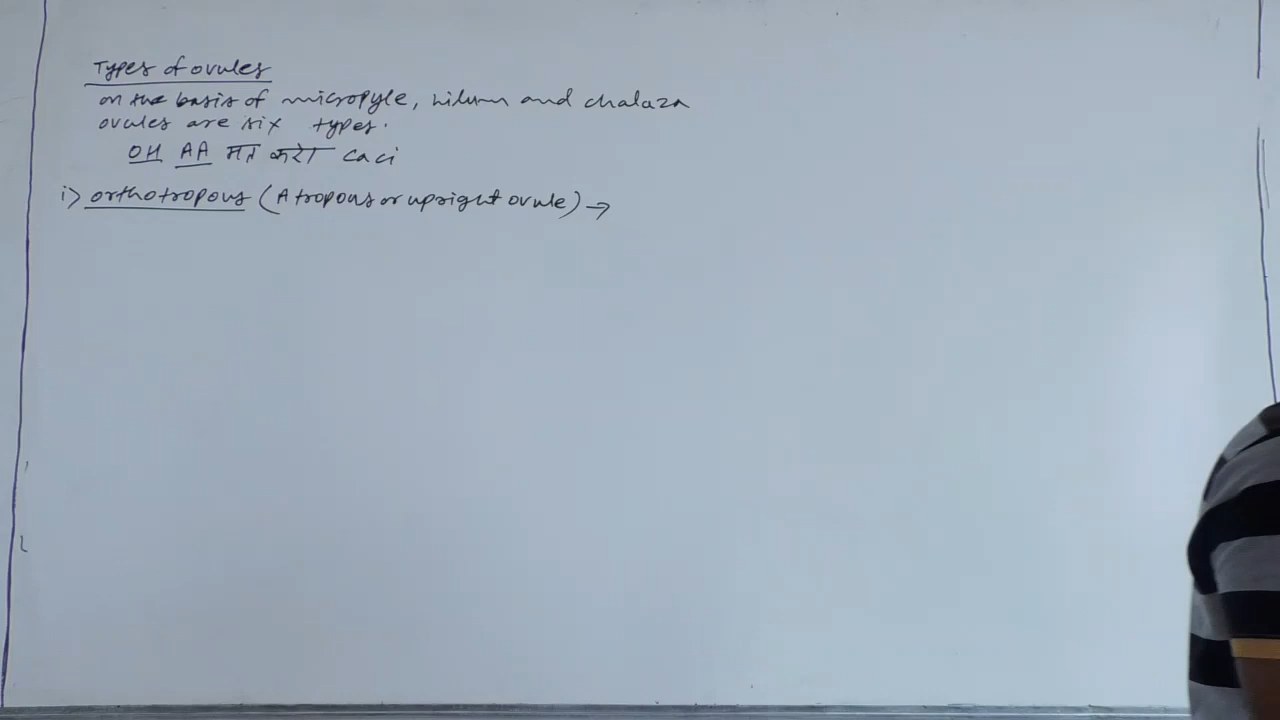 Types of ovules
on the basis of micropyle, hilum and chalaza
ovules are six types.
OH AA मत करो Caci
i) orthotropous (Atropous or upright ovule) →